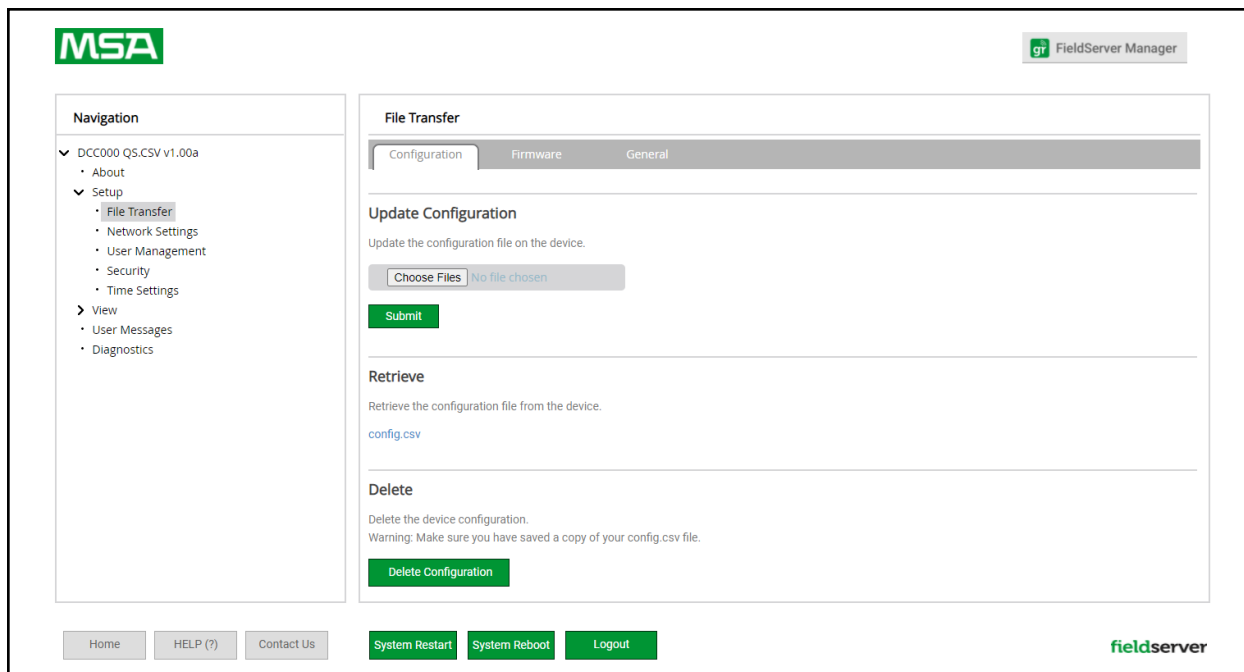 MSA
FieldServer Manager
Navigation
DCC000 QS.CSV v1.00a
About
Setup
File Transfer
Network Settings
User Management
Security
Time Settings
View
User Messages
Diagnostics
File Transfer
Configuration Firmware General
Update Configuration
Update the configuration file on the device.
Choose Files No file chosen
Submit
Retrieve
Retrieve the configuration file from the device.
config.csv
Delete
Delete the device configuration.
Warning: Make sure you have saved a copy of your config.csv file.
Delete Configuration
Home HELP (?) Contact Us System Restart System Reboot Logout
fieldserver